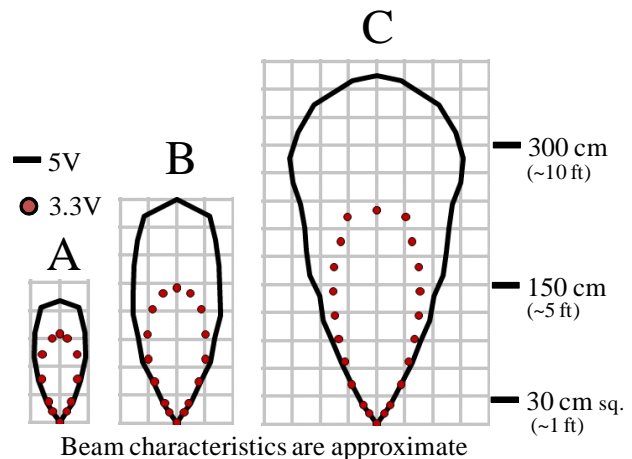 C
B
5V
3.3V
A
300 cm
(~10 ft)
150 cm
(~5 ft)
30 cm sq.
(~1 ft)
Beam characteristics are approximate